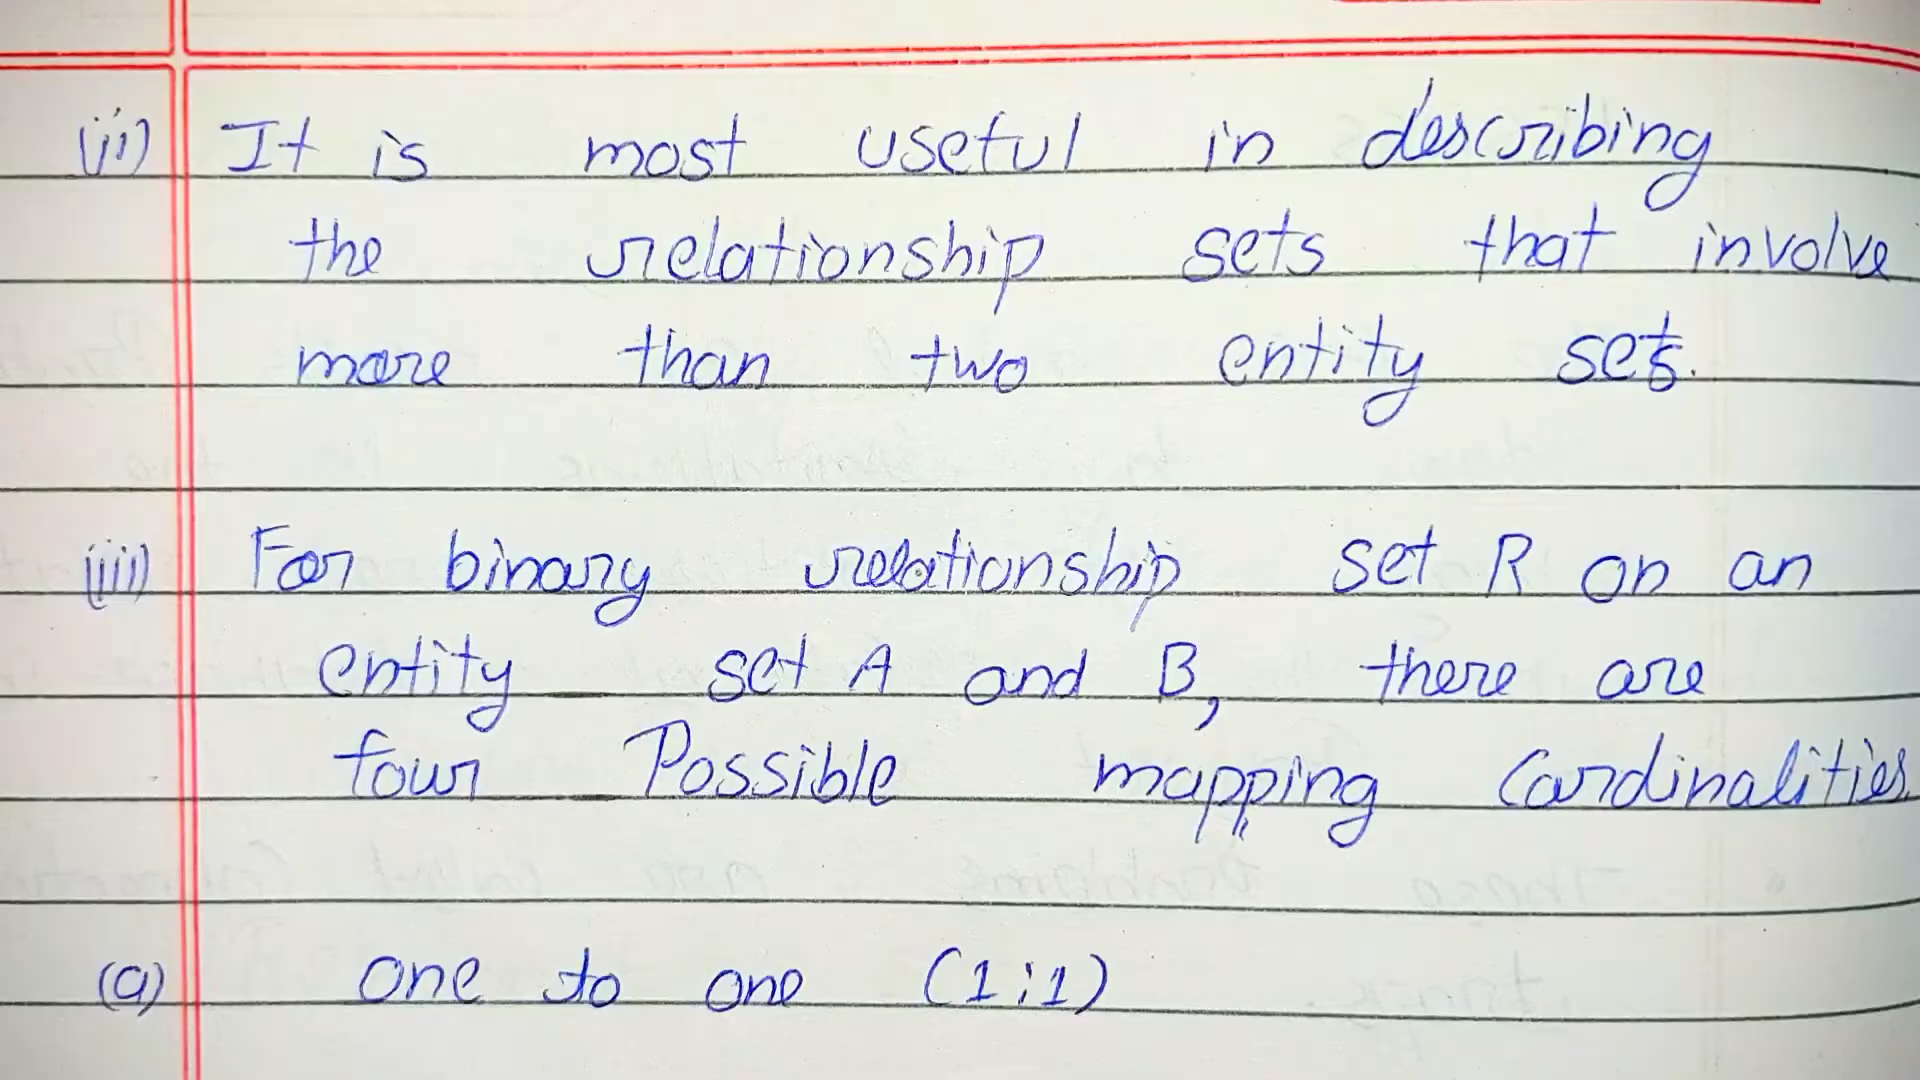 (ii) It is most useful in describing
the relationship sets that involve
more than two entity sets.
(iii) For binary relationship set R on an
entity set A and B, there are
four Possible mapping Cardinalities.
(a) one to one (1:1)